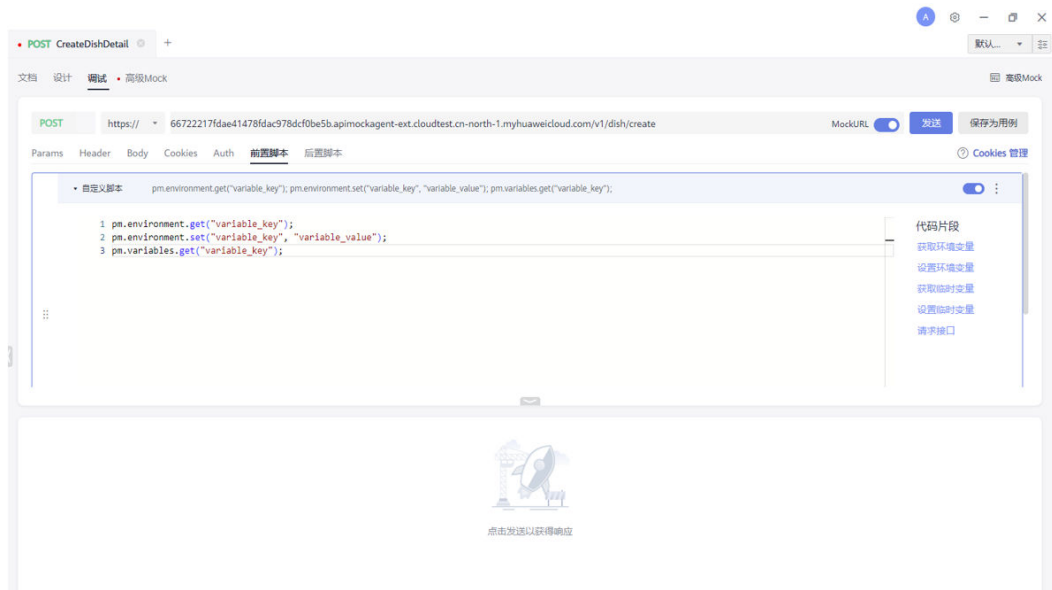 A
POST CreateDishDetail
默认...
文档 设计 调试 高级Mock
高级Mock
POST https:// 66722217fdae41478fdac978dcf0be5b.apimockagent-ext.cloudtest.cn-north-1.myhuaweicloud.com/v1/dish/create MockURL 发送 保存为用例
Params Header Body Cookies Auth 前置脚本 后置脚本 Cookies 管理
自定义脚本 pm.environment.get("variable_key"); pm.environment.set("variable_key", "variable_value"); pm.variables.get("variable_key");
1 pm.environment.get("variable_key");
2 pm.environment.set("variable_key", "variable_value");
3 pm.variables.get("variable_key");
代码片段
获取环境变量
设置环境变量
获取临时变量
设置临时变量
请求接口
点击发送以获得响应